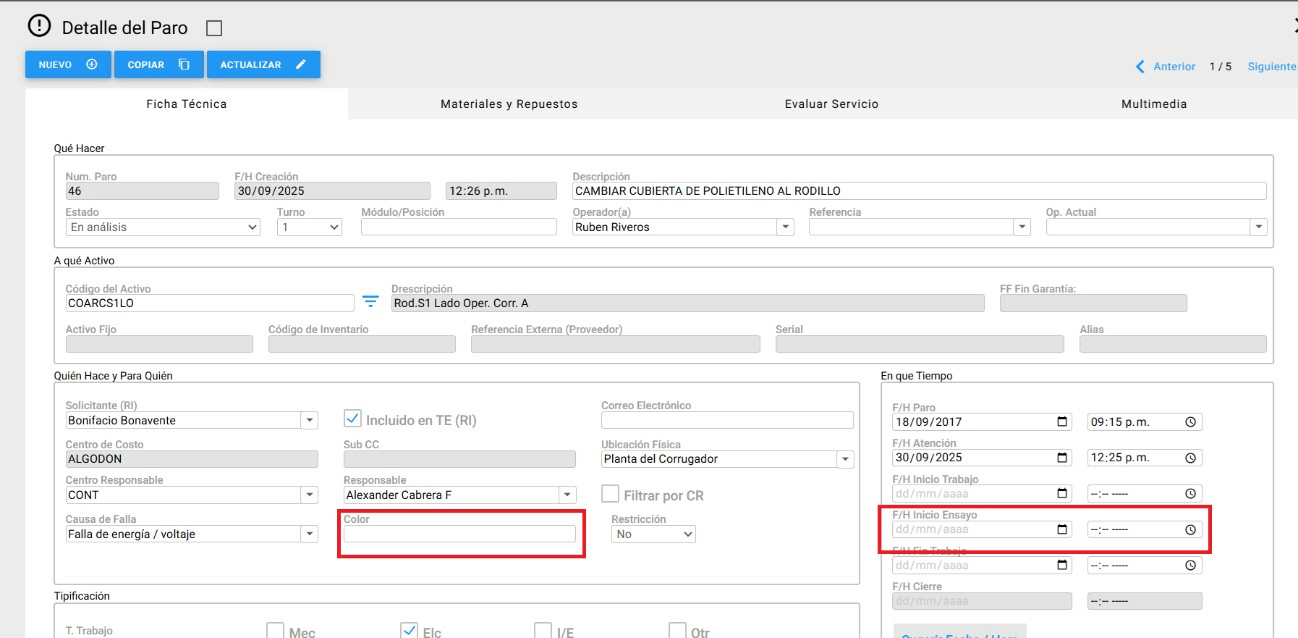 Detalle del Paro
NUEVO COPIAR ACTUALIZAR
Anterior 1 / 5 Siguiente
Ficha Técnica Materiales y Repuestos Evaluar Servicio Multimedia
Qué Hacer
Num. Paro F/H Creación Descripción
46 30/09/2025 12:26 p. m. CAMBIAR CUBIERTA DE POLIETILENO AL RODILLO
Estado Turno Módulo/Posición Operador(a) Referencia Op. Actual
En análisis 1 Ruben Riveros
A qué Activo
Código del Activo Drescripción FF Fin Garantía:
COARCS1LO Rod.S1 Lado Oper. Corr. A
Activo Fijo Código de Inventario Referencia Externa (Proveedor) Serial Alias
Quién Hace y Para Quién En que Tiempo
Solicitante (RI) Correo Electrónico F/H Paro
Bonifacio Bonavente Incluido en TE (RI) 18/09/2017 09:15 p. m.
Centro de Costo Sub CC Ubicación Física F/H Atención
ALGODON Planta del Corrugador 30/09/2025 12:25 p. m.
Centro Responsable Responsable F/H Inicio Trabajo
CONT Alexander Cabrera F Filtrar por CR dd/mm/aaaa --:-- -----
Causa de Falla Color Restricción F/H Inicio Ensayo
Falla de energía / voltaje No dd/mm/aaaa --:-- -----
F/H Fin Trabajo
dd/mm/aaaa --:-- -----
F/H Cierre
dd/mm/aaaa --:-- -----
Tipificación
T. Trabajo Mec Elc I/E Otr